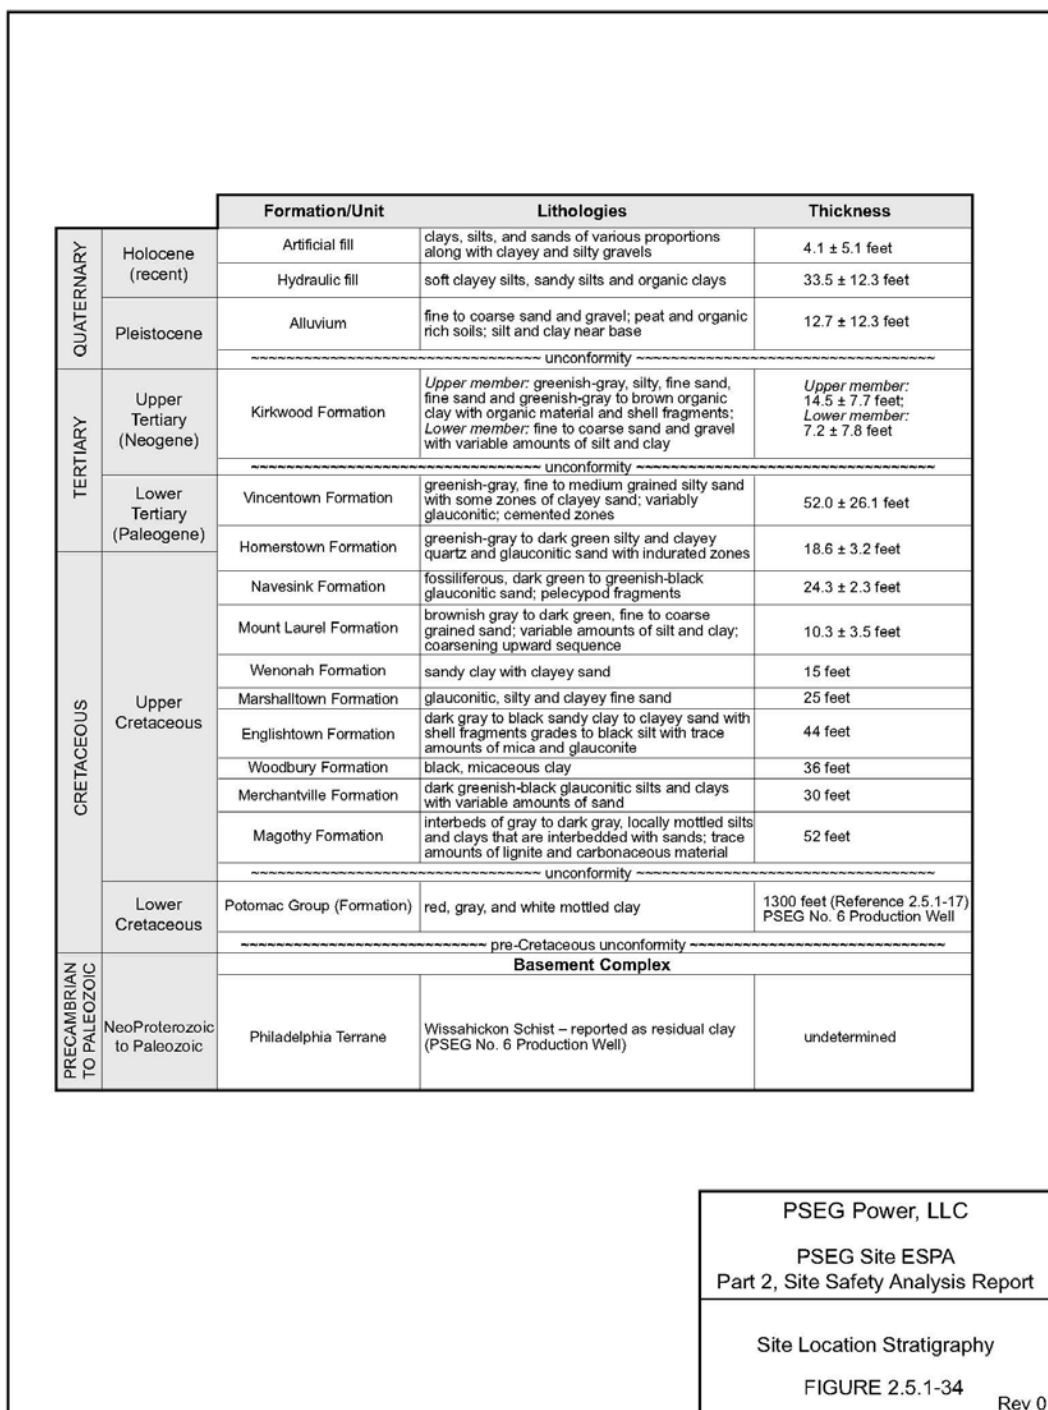 Formation/Unit Lithologies Thickness
QUATERNARY
Holocene
(recent)
Artificial fill
clays, silts, and sands of various proportions
along with clayey and silty gravels
4.1 ± 5.1 feet
Hydraulic fill
soft clayey silts, sandy silts and organic clays
33.5 ± 12.3 feet
Pleistocene
Alluvium
fine to coarse sand and gravel; peat and organic
rich soils; silt and clay near base
12.7 ± 12.3 feet
unconformity
TERTIARY
Upper
Tertiary
(Neogene)
Kirkwood Formation
Upper member: greenish-gray, silty, fine sand,
fine sand and greenish-gray to brown organic
clay with organic material and shell fragments;
Lower member: fine to coarse sand and gravel
with variable amounts of silt and clay
Upper member:
14.5 ± 7.7 feet;
Lower member:
7.2 ± 7.8 feet
unconformity
Lower
Tertiary
(Paleogene)
Vincentown Formation
greenish-gray, fine to medium grained silty sand
with some zones of clayey sand; variably
glauconitic; cemented zones
52.0 ± 26.1 feet
Hornerstown Formation
greenish-gray to dark green silty and clayey
quartz and glauconitic sand with indurated zones
18.6 ± 3.2 feet
CRETACEOUS
Upper
Cretaceous
Navesink Formation
fossiliferous, dark green to greenish-black
glauconitic sand; pelecypod fragments
24.3 ± 2.3 feet
Mount Laurel Formation
brownish gray to dark green, fine to coarse
grained sand; variable amounts of silt and clay;
coarsening upward sequence
10.3 ± 3.5 feet
Wenonah Formation
sandy clay with clayey sand
15 feet
Marshalltown Formation
glauconitic, silty and clayey fine sand
25 feet
Englishtown Formation
dark gray to black sandy clay to clayey sand with
shell fragments grades to black silt with trace
amounts of mica and glauconite
44 feet
Woodbury Formation
black, micaceous clay
36 feet
Merchantville Formation
dark greenish-black glauconitic silts and clays
with variable amounts of sand
30 feet
Magothy Formation
interbeds of gray to dark gray, locally mottled silts
and clays that are interbedded with sands; trace
amounts of lignite and carbonaceous material
52 feet
unconformity
Lower
Cretaceous
Potomac Group (Formation)
red, gray, and white mottled clay
1300 feet (Reference 2.5.1-17)
PSEG No. 6 Production Well
pre-Cretaceous unconformity
Basement Complex
PRECAMBRIAN
TO PALEOZOIC
NeoProterozoic
to Paleozoic
Philadelphia Terrane
Wissahickon Schist – reported as residual clay
(PSEG No. 6 Production Well)
undetermined
PSEG Power, LLC
PSEG Site ESPA
Part 2, Site Safety Analysis Report
Site Location Stratigraphy
FIGURE 2.5.1-34
Rev 0